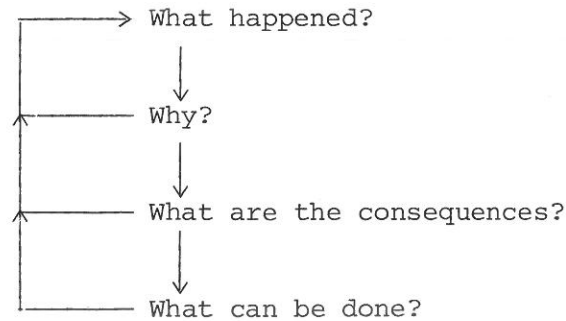 What happened?
Why?
What are the consequences?
What can be done?